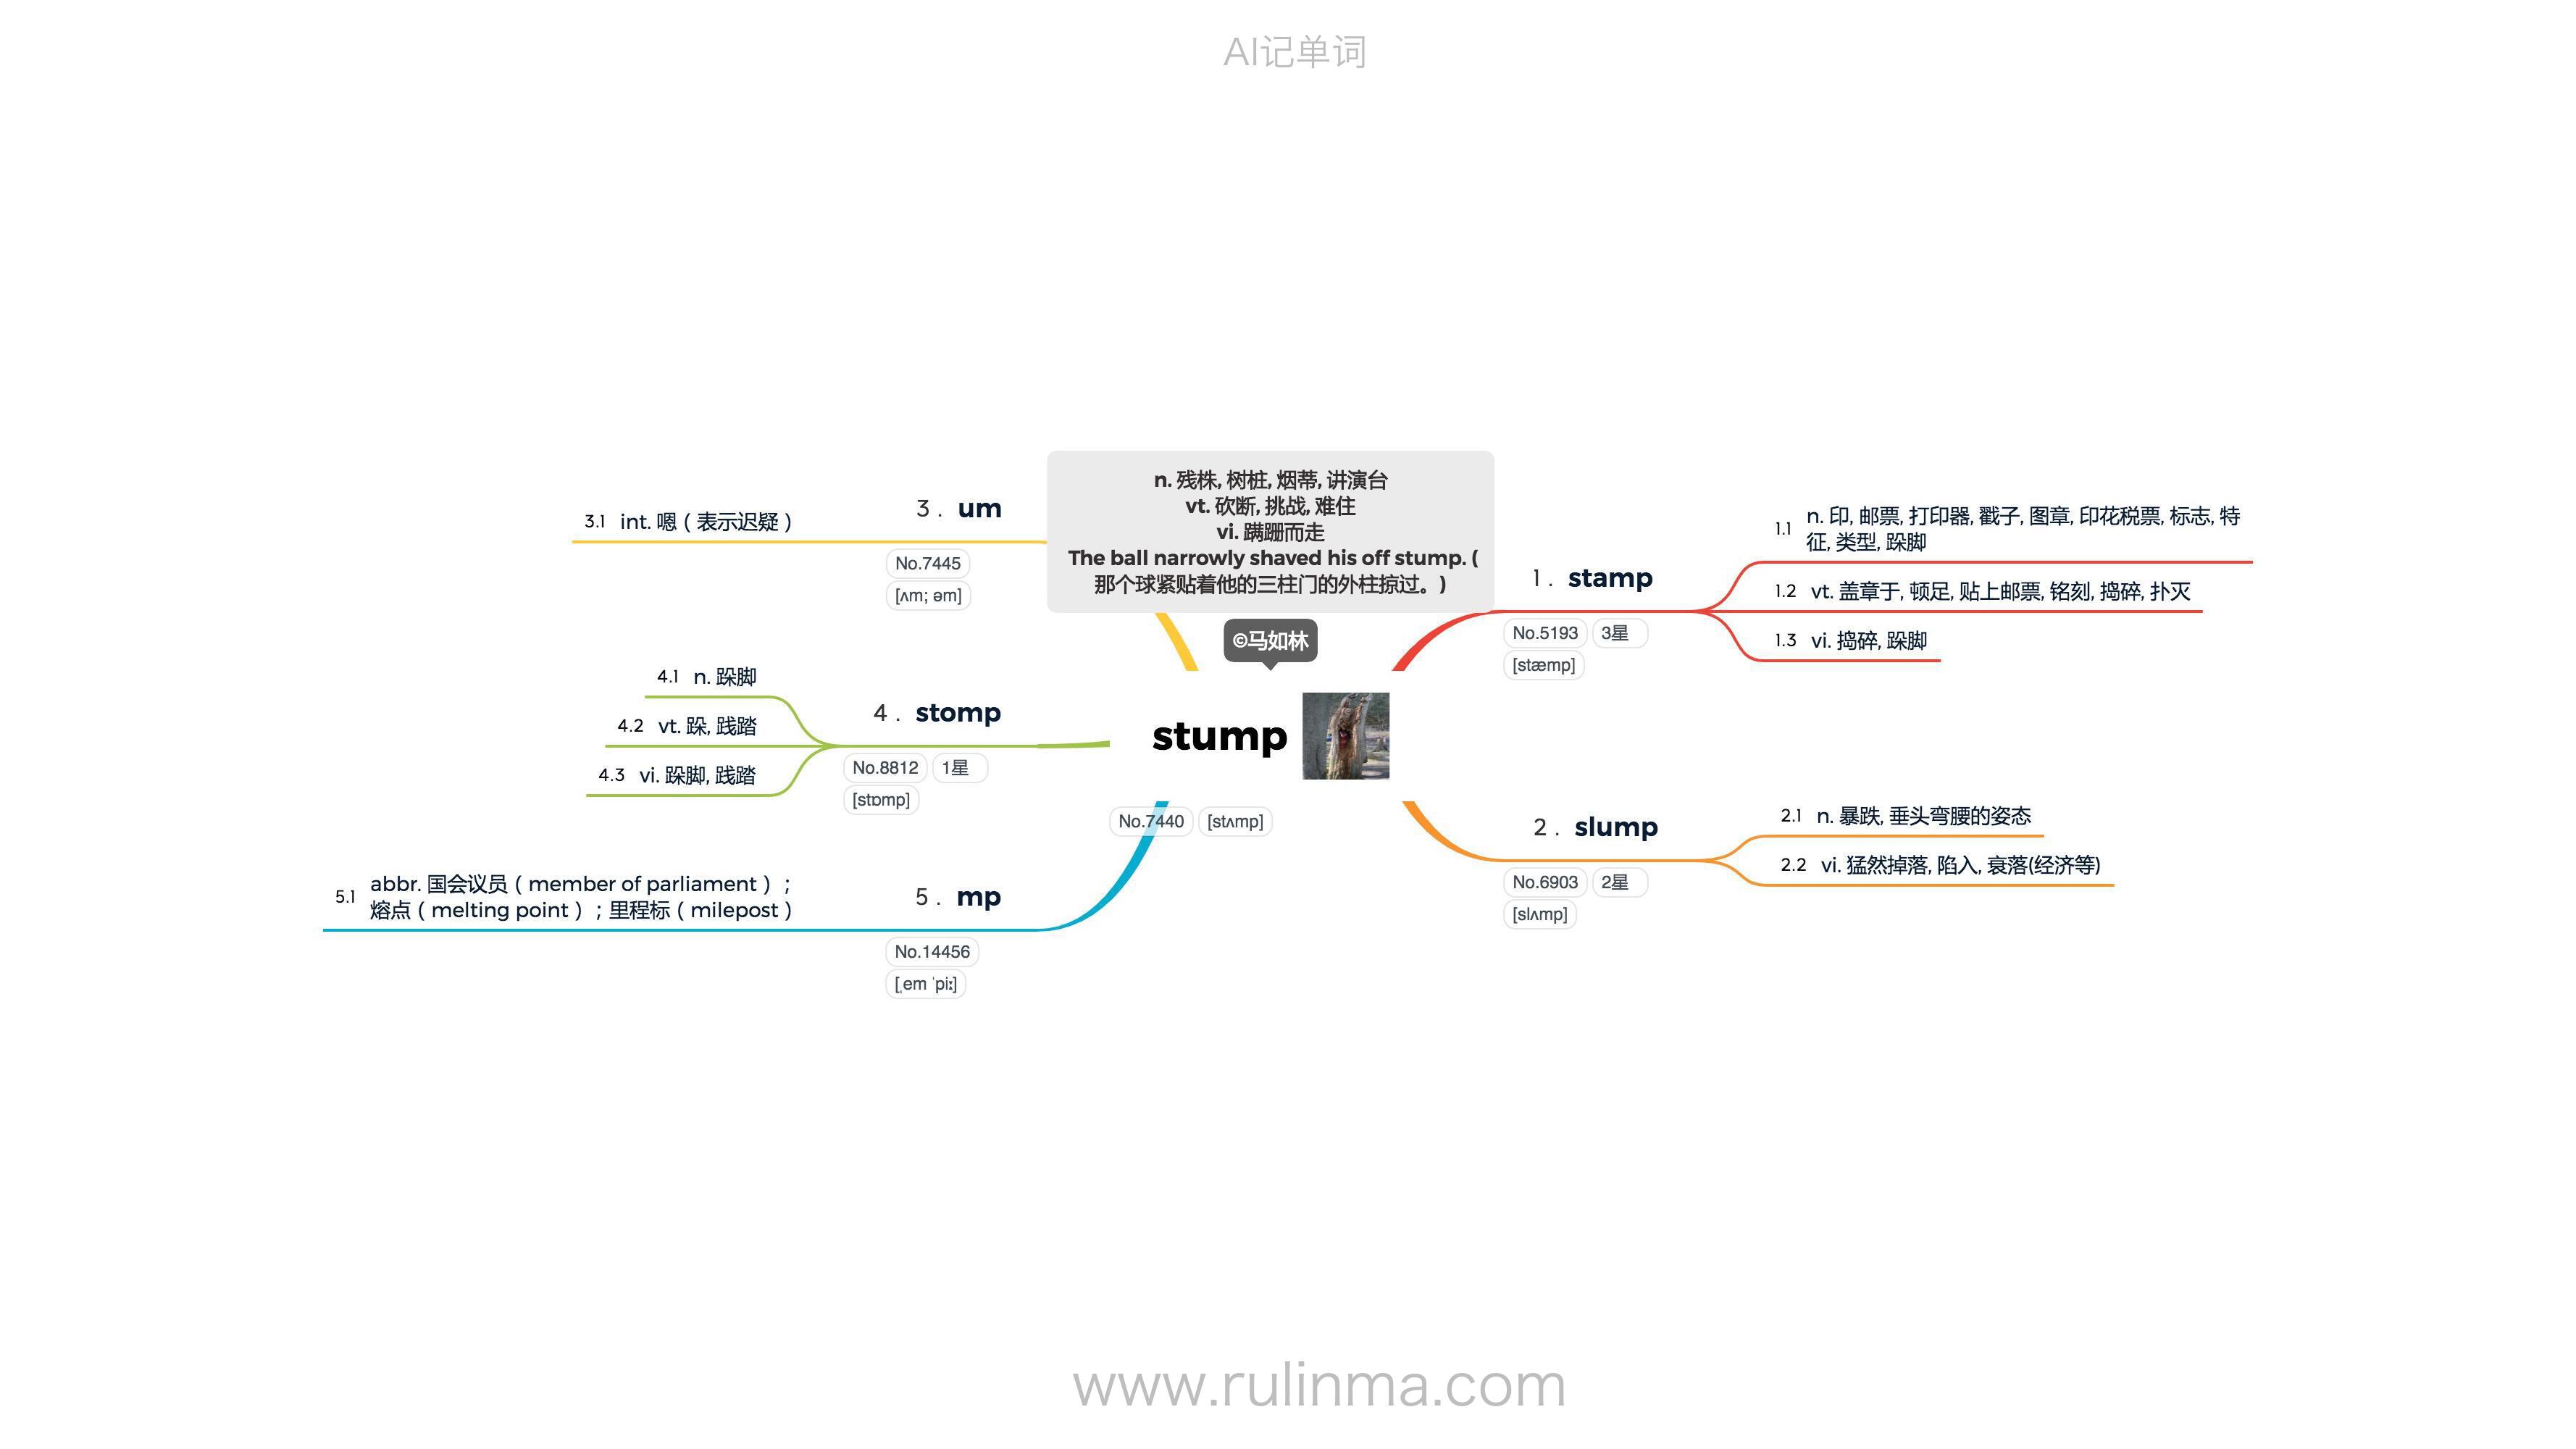 AI记单词
n. 残株, 树桩, 烟蒂, 讲演台
vt. 砍断, 挑战, 难住
vi. 蹒跚而走
The ball narrowly shaved his off stump. (
那个球紧贴着他的三柱门的外柱掠过。)
©马如林
stump
No.7440 [stʌmp]
1 . stamp
No.5193 3星
[stæmp]
1.1 n. 印, 邮票, 打印器, 戳子, 图章, 印花税票, 标志, 特
征, 类型, 跺脚
1.2 vt. 盖章于, 顿足, 贴上邮票, 铭刻, 捣碎, 扑灭
1.3 vi. 捣碎, 跺脚
2 . slump
No.6903 2星
[slʌmp]
2.1 n. 暴跌, 垂头弯腰的姿态
2.2 vi. 猛然掉落, 陷入, 衰落(经济等)
3 . um
No.7445
[ʌm; əm]
3.1 int. 嗯（表示迟疑）
4 . stomp
No.8812 1星
[stɒmp]
4.1 n. 跺脚
4.2 vt. 跺, 践踏
4.3 vi. 跺脚, 践踏
5 . mp
No.14456
[ˌem ˈpiː]
5.1 abbr. 国会议员（member of parliament）；
熔点（melting point）；里程标（milepost）
www.rulinma.com